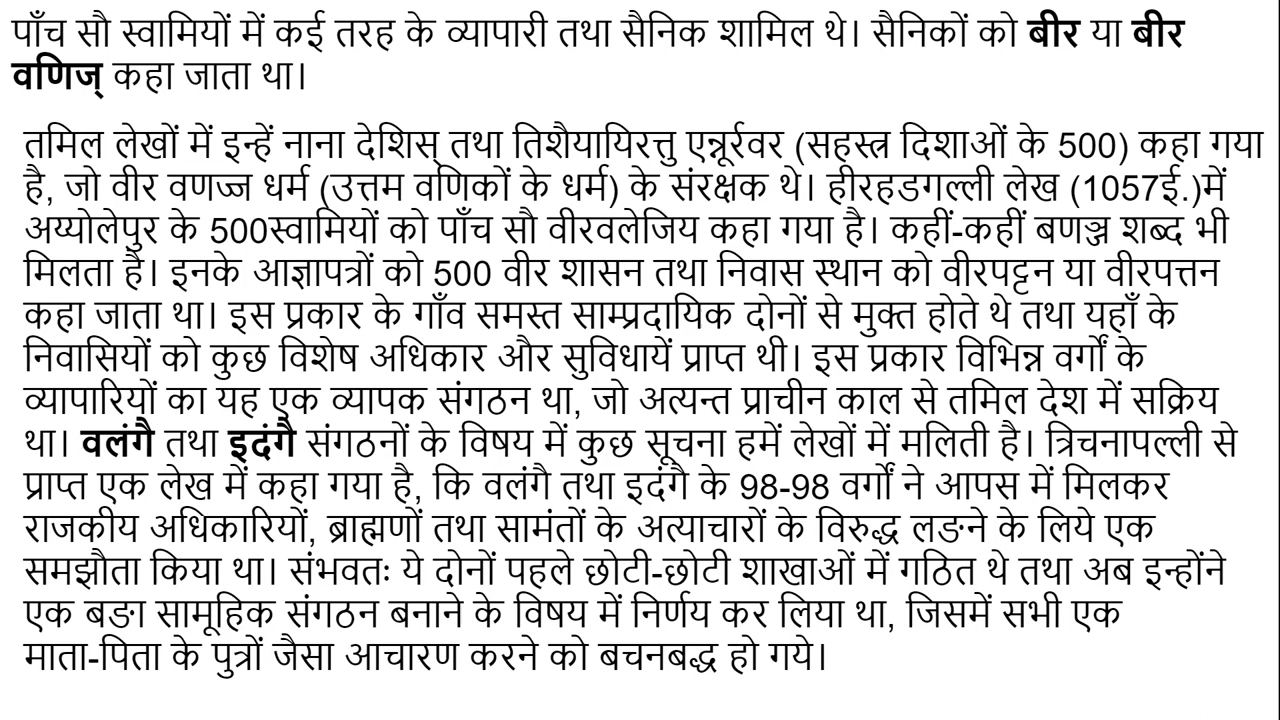 पाँच सौ स्वामियों में कई तरह के व्यापारी तथा सैनिक शामिल थे। सैनिकों को बीर या बीर
वणिज् कहा जाता था।
तमिल लेखों में इन्हें नाना देशिस् तथा तिशैयायिरत्तु एन्नूर्रवर (सहस्त्र दिशाओं के 500) कहा गया
है, जो वीर वणज्ज धर्म (उत्तम वणिकों के धर्म) के संरक्षक थे। हीरहडगल्ली लेख (1057ई.)में
अय्योलेपुर के 500स्वामियों को पाँच सौ वीरवलेजिय कहा गया है। कहीं-कहीं बणञ्ज शब्द भी
मिलता है। इनके आज्ञापत्रों को 500 वीर शासन तथा निवास स्थान को वीरपट्टन या वीरपत्तन
कहा जाता था। इस प्रकार के गाँव समस्त साम्प्रदायिक दोनों से मुक्त होते थे तथा यहाँ के
निवासियों को कुछ विशेष अधिकार और सुविधायें प्राप्त थी। इस प्रकार विभिन्न वर्गों के
व्यापारियों का यह एक व्यापक संगठन था, जो अत्यन्त प्राचीन काल से तमिल देश में सक्रिय
था। वलंगै तथा इदंगै संगठनों के विषय में कुछ सूचना हमें लेखों में मलिती है। त्रिचनापल्ली से
प्राप्त एक लेख में कहा गया है, कि वलंगै तथा इदंगै के 98-98 वर्गों ने आपस में मिलकर
राजकीय अधिकारियों, ब्राह्मणों तथा सामंतों के अत्याचारों के विरुद्ध लङने के लिये एक
समझौता किया था। संभवतः ये दोनों पहले छोटी-छोटी शाखाओं में गठित थे तथा अब इन्होंने
एक बङा सामूहिक संगठन बनाने के विषय में निर्णय कर लिया था, जिसमें सभी एक
माता-पिता के पुत्रों जैसा आचारण करने को बचनबद्ध हो गये।